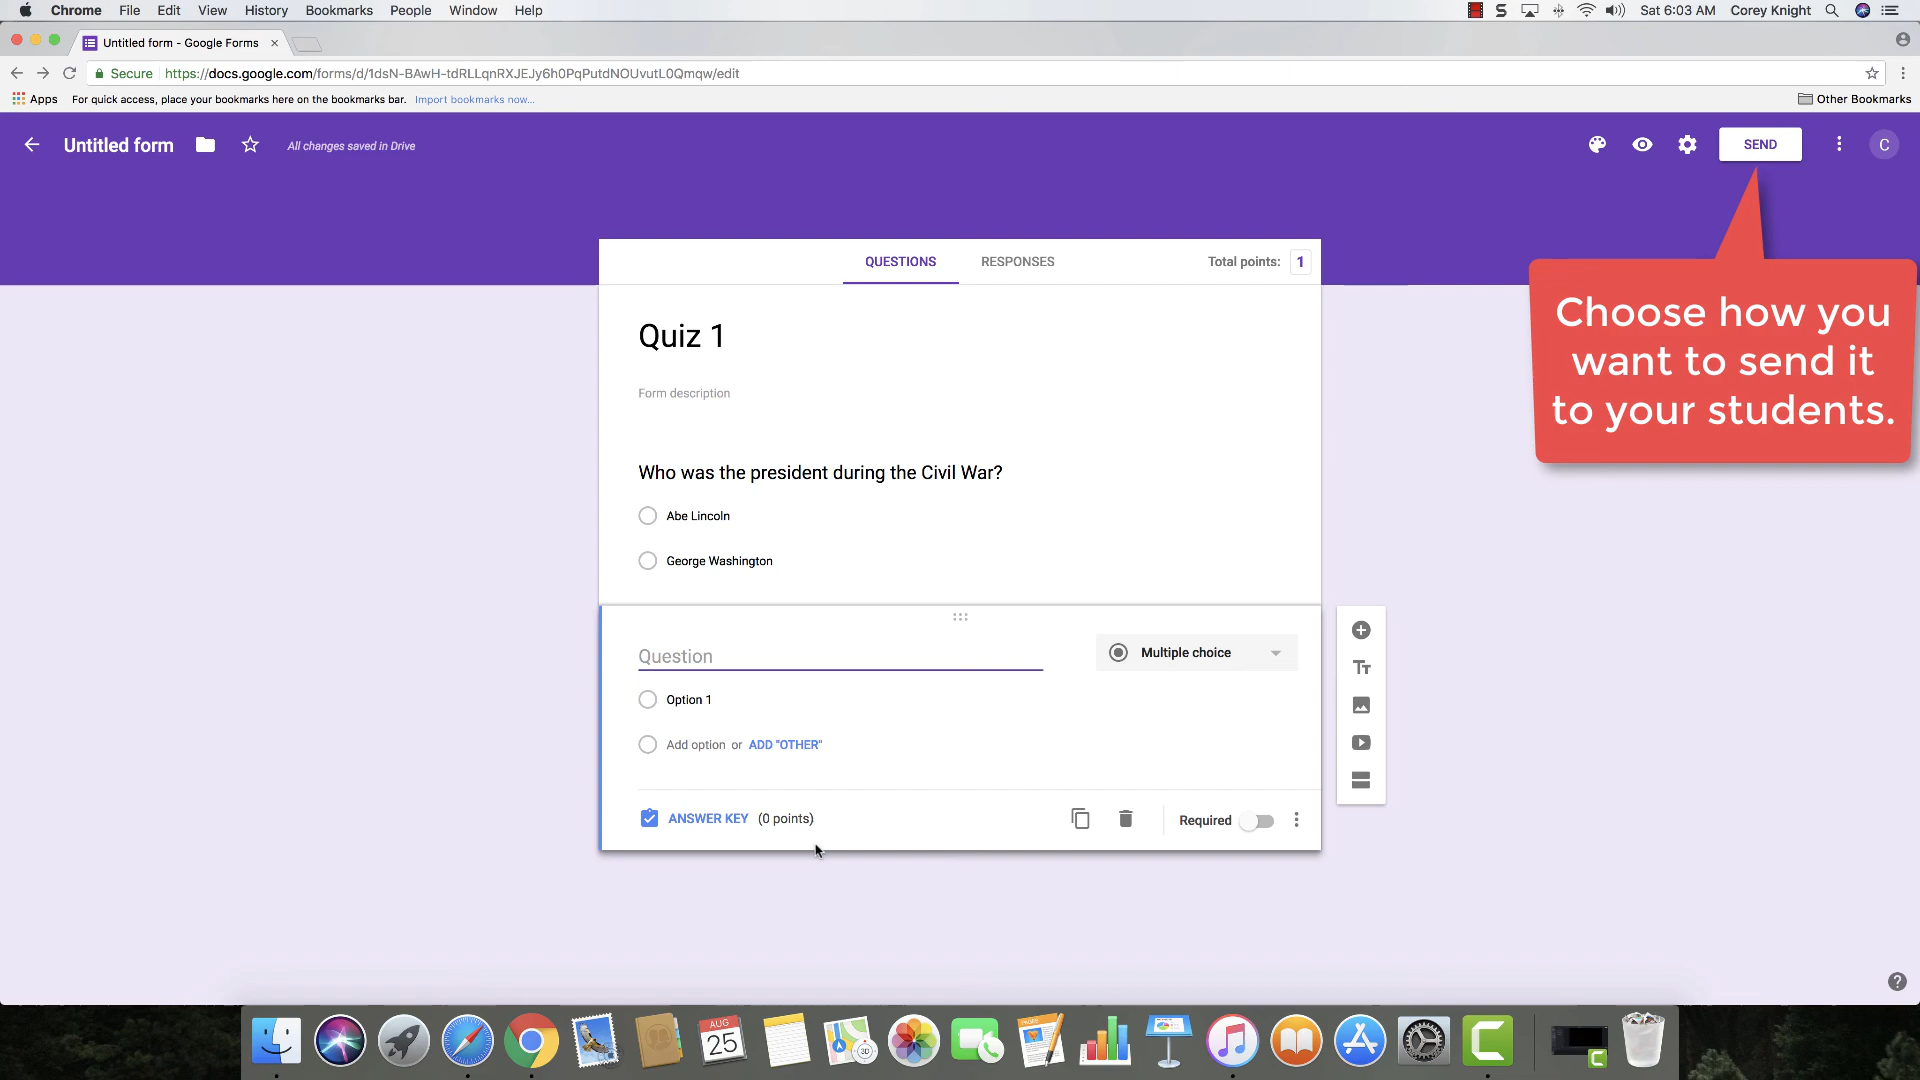 Chrome File Edit View History Bookmarks People Window Help
S
Sat 6:03 AM Corey Knight
Untitled form - Google Forms
Secure https://docs.google.com/forms/d/1dsN-BAwH-tdRLLqnRXJEJy6h0PqPutdNOUvutL0Qmqw/edit
Apps For quick access, place your bookmarks here on the bookmarks bar. Import bookmarks now...
Other Bookmarks
Untitled form
All changes saved in Drive
SEND
C
QUESTIONS RESPONSES Total points: 1
Choose how you
want to send it
to your students.
Quiz 1
Form description
Who was the president during the Civil War?
Abe Lincoln
George Washington
Question
Multiple choice
Tт
Option 1
Add option or ADD "OTHER"
ANSWER KEY (0 points)
Required
?
AUG
25
3D